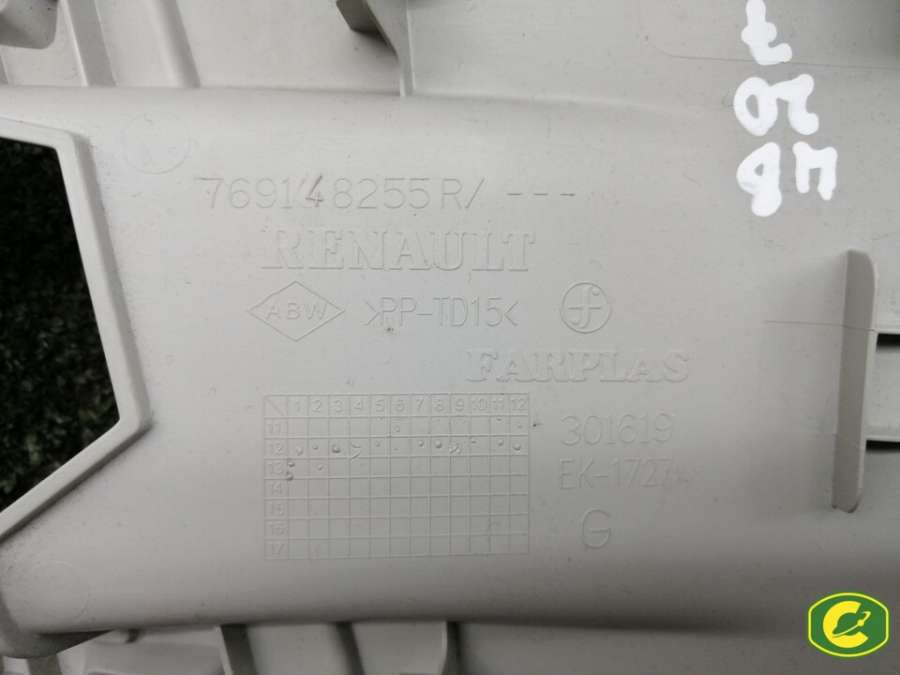 769148255R/ ---
RENAULT
ABW >PP-TD15<
FARPLAS
1 2 3 4 5 6 7 8 9 10 11 12
11
12
13
14
15
16
17
301619
EK-1727
G
C